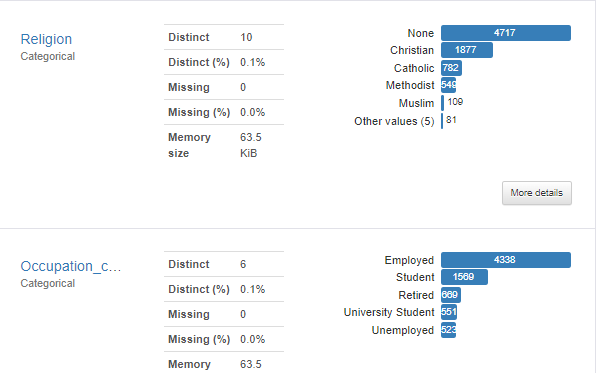 Religion
Categorical
Distinct 10
Distinct (%) 0.1%
Missing 0
Missing (%) 0.0%
Memory size 63.5 KiB
None 4717
Christian 1877
Catholic 782
Methodist 549
Muslim 109
Other values (5) 81
More details
Occupation_c…
Categorical
Distinct 6
Distinct (%) 0.1%
Missing 0
Missing (%) 0.0%
Memory 63.5
Employed 4338
Student 1569
Retired 669
University Student 551
Unemployed 523